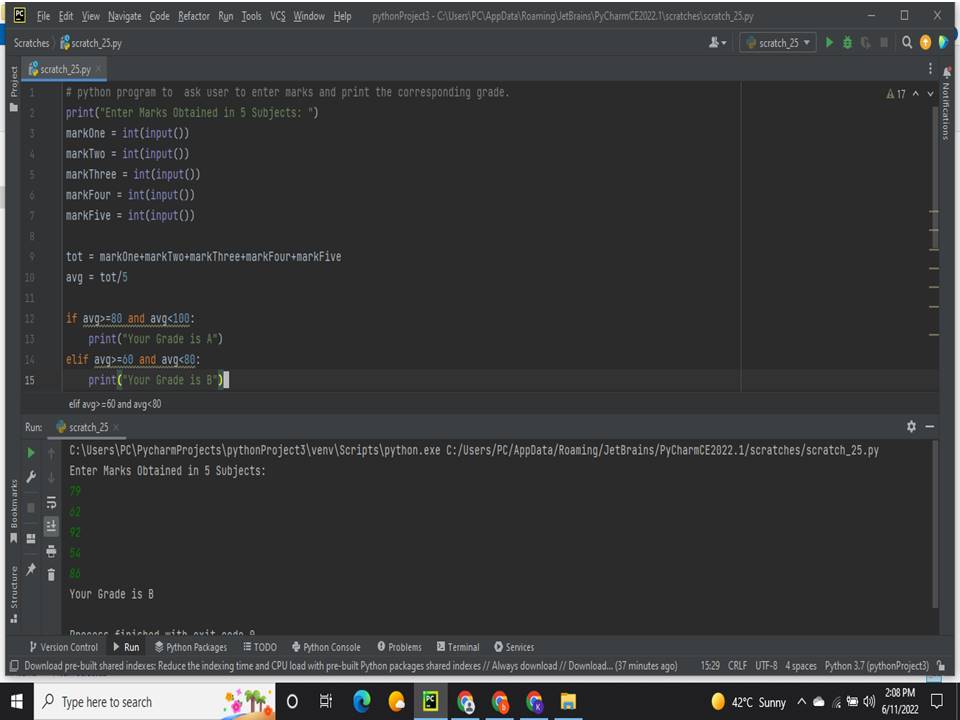 File Edit View Navigate Code Refactor Run Tools VCS Window Help pythonProject3 - C:\Users\PC\AppData\Roaming\JetBrains\PyCharmCE2022.1\scratches\scratch_25.py
Scratches scratch_25.py scratch_25
Project scratch_25.py Notifications
1 # python program to  ask user to enter marks and print the corresponding grade. 17
2 print("Enter Marks Obtained in 5 Subjects: ")
3 markOne = int(input())
4 markTwo = int(input())
5 markThree = int(input())
6 markFour = int(input())
7 markFive = int(input())
8
9 tot = markOne+markTwo+markThree+markFour+markFive
10 avg = tot/5
11
12 if avg>=80 and avg<100:
13 print("Your Grade is A")
14 elif avg>=60 and avg<80:
15 print("Your Grade is B")
elif avg>=60 and avg<80
Run: scratch_25
C:\Users\PC\PycharmProjects\pythonProject3\venv\Scripts\python.exe C:/Users/PC/AppData/Roaming/JetBrains/PyCharmCE2022.1/scratches/scratch_25.py
Enter Marks Obtained in 5 Subjects:
79
62
92
54
86
Your Grade is B
Process finished with exit code 0
Bookmarks
Structure
Version Control Run Python Packages TODO Python Console Problems Terminal Services
Download pre-built shared indexes: Reduce the indexing time and CPU load with pre-built Python packages shared indexes // Always download // Download... (37 minutes ago) 15:29 CRLF UTF-8 4 spaces Python 3.7 (pythonProject3)
Type here to search 42°C Sunny 2:08 PM
6/11/2022